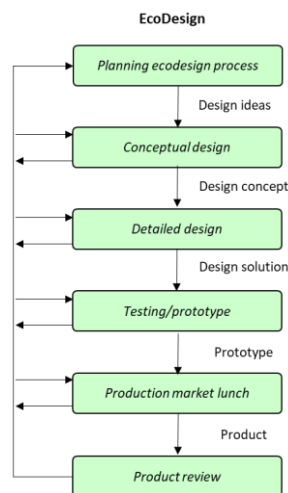 EcoDesign
Planning ecodesign process
Design ideas
Conceptual design
Design concept
Detailed design
Design solution
Testing/prototype
Prototype
Production market lunch
Product
Product review